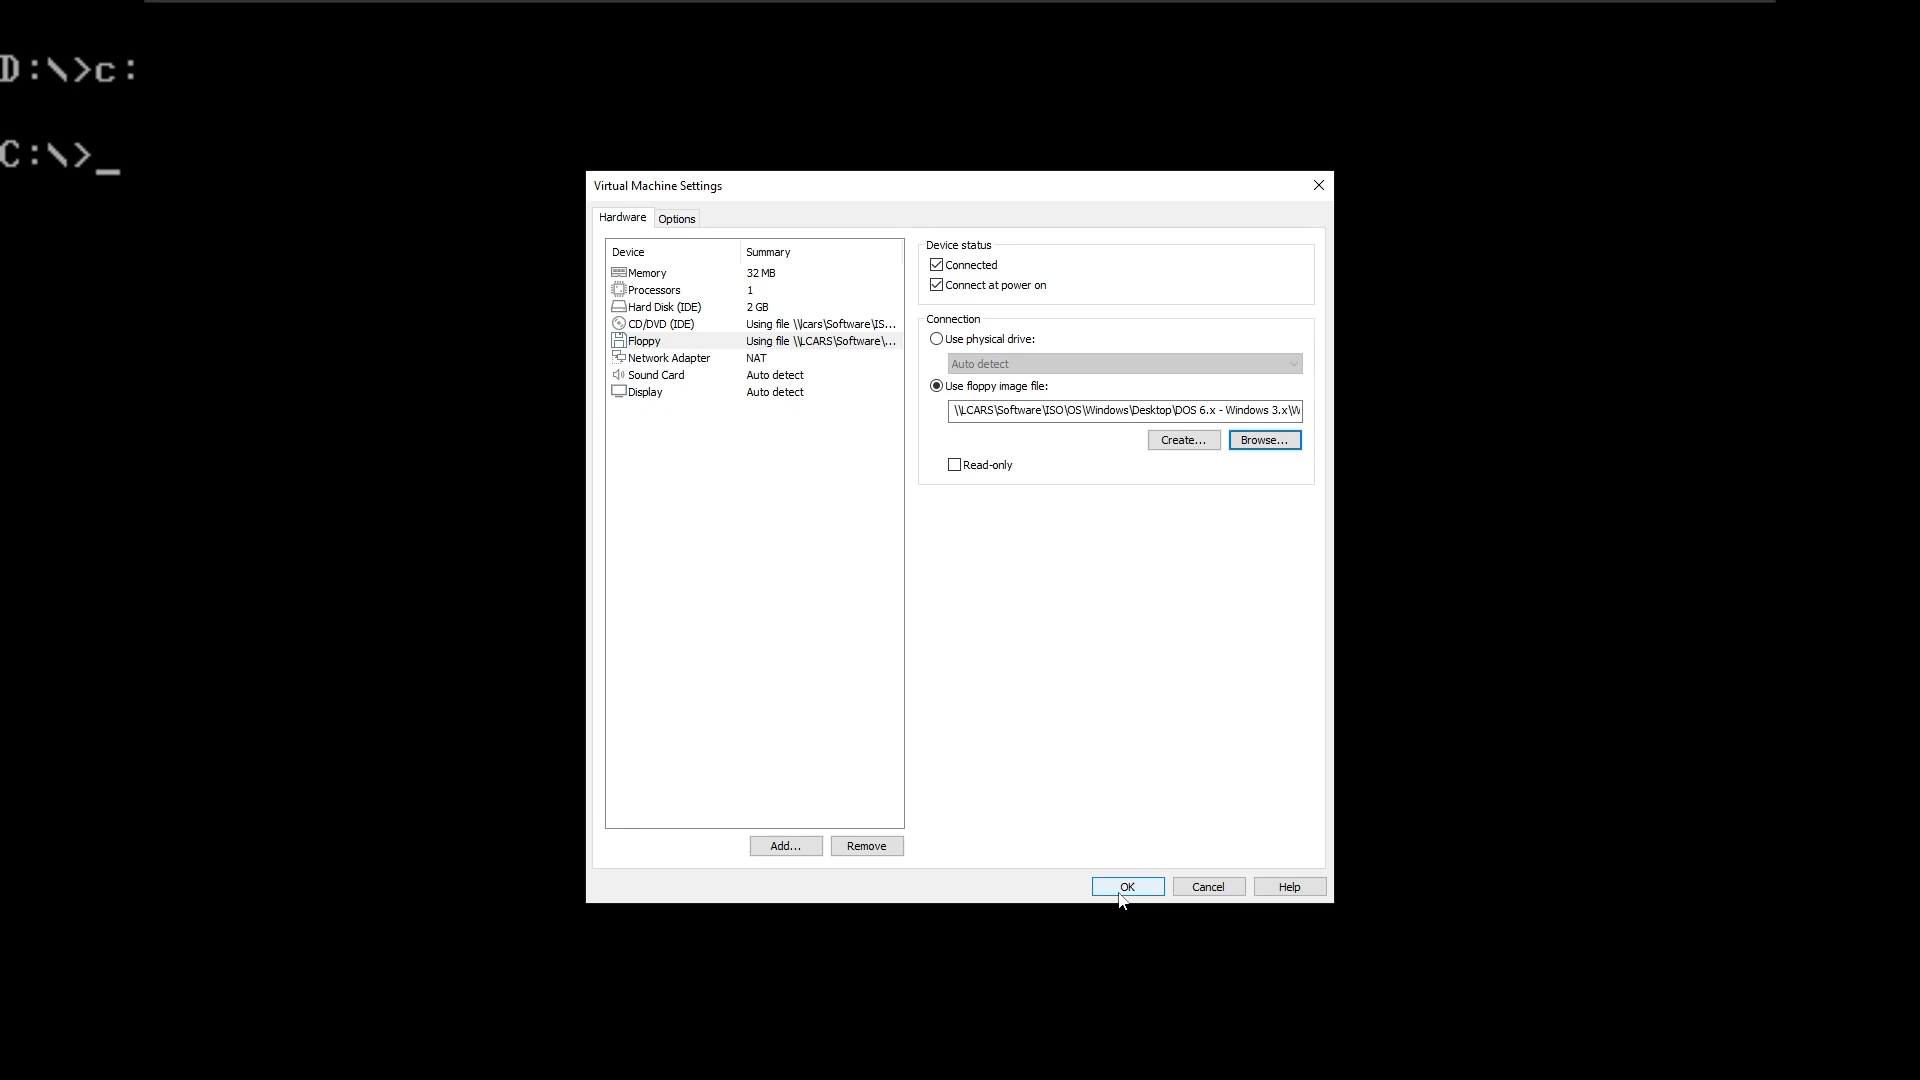 D:\>c:
C:\>_
Virtual Machine Settings
Hardware Options
Device Summary
Memory 32 MB
Processors 1
Hard Disk (IDE) 2 GB
CD/DVD (IDE) Using file \\lcars\Software\IS...
Floppy Using file \\LCARS\Software\...
Network Adapter NAT
Sound Card Auto detect
Display Auto detect
Add... Remove
Device status
Connected
Connect at power on
Connection
Use physical drive:
Auto detect
Use floppy image file:
\\LCARS\Software\ISO\OS\Windows\Desktop\DOS 6.x - Windows 3.x\W
Create... Browse...
Read-only
OK Cancel Help